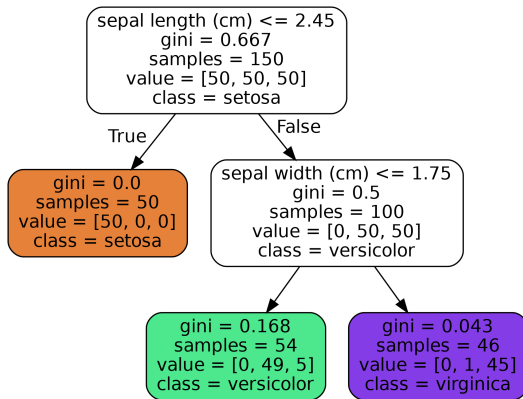 sepal length (cm) <= 2.45
gini = 0.667
samples = 150
value = [50, 50, 50]
class = setosa
True
False
gini = 0.0
samples = 50
value = [50, 0, 0]
class = setosa
sepal width (cm) <= 1.75
gini = 0.5
samples = 100
value = [0, 50, 50]
class = versicolor
gini = 0.168
samples = 54
value = [0, 49, 5]
class = versicolor
gini = 0.043
samples = 46
value = [0, 1, 45]
class = virginica